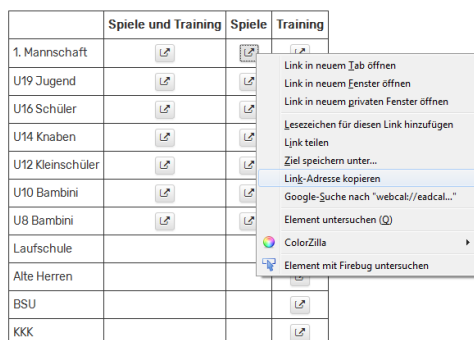 Spiele und Training Spiele Training
1. Mannschaft
U19 Jugend
U16 Schüler
U14 Knaben
U12 Kleinschüler
U10 Bambini
U8 Bambini
Laufschule
Alte Herren
BSU
KKK
Link in neuem Tab öffnen
Link in neuem Fenster öffnen
Link in neuem privaten Fenster öffnen
Lesezeichen für diesen Link hinzufügen
Link teilen
Ziel speichern unter...
Link-Adresse kopieren
Google-Suche nach "webcal://eadcal..."
Element untersuchen (Q)
ColorZilla
Element mit Firebug untersuchen